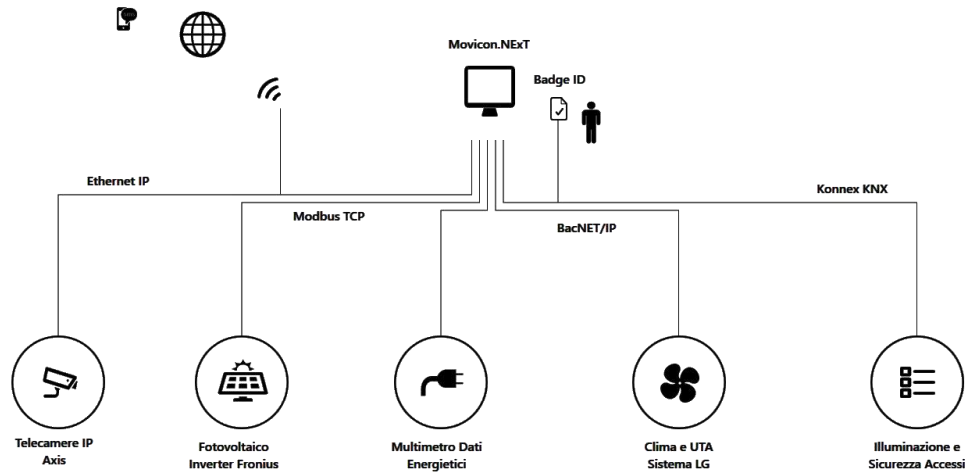 Movicon.NExT
Badge ID
Ethernet IP
Konnex KNX
Modbus TCP
BacNET/IP
Telecamere IP
Axis
Fotovoltaico
Inverter Fronius
Multimetro Dati
Energietici
Clima e UTA
Sistema LG
Illuminazione e
Sicurezza Accessi